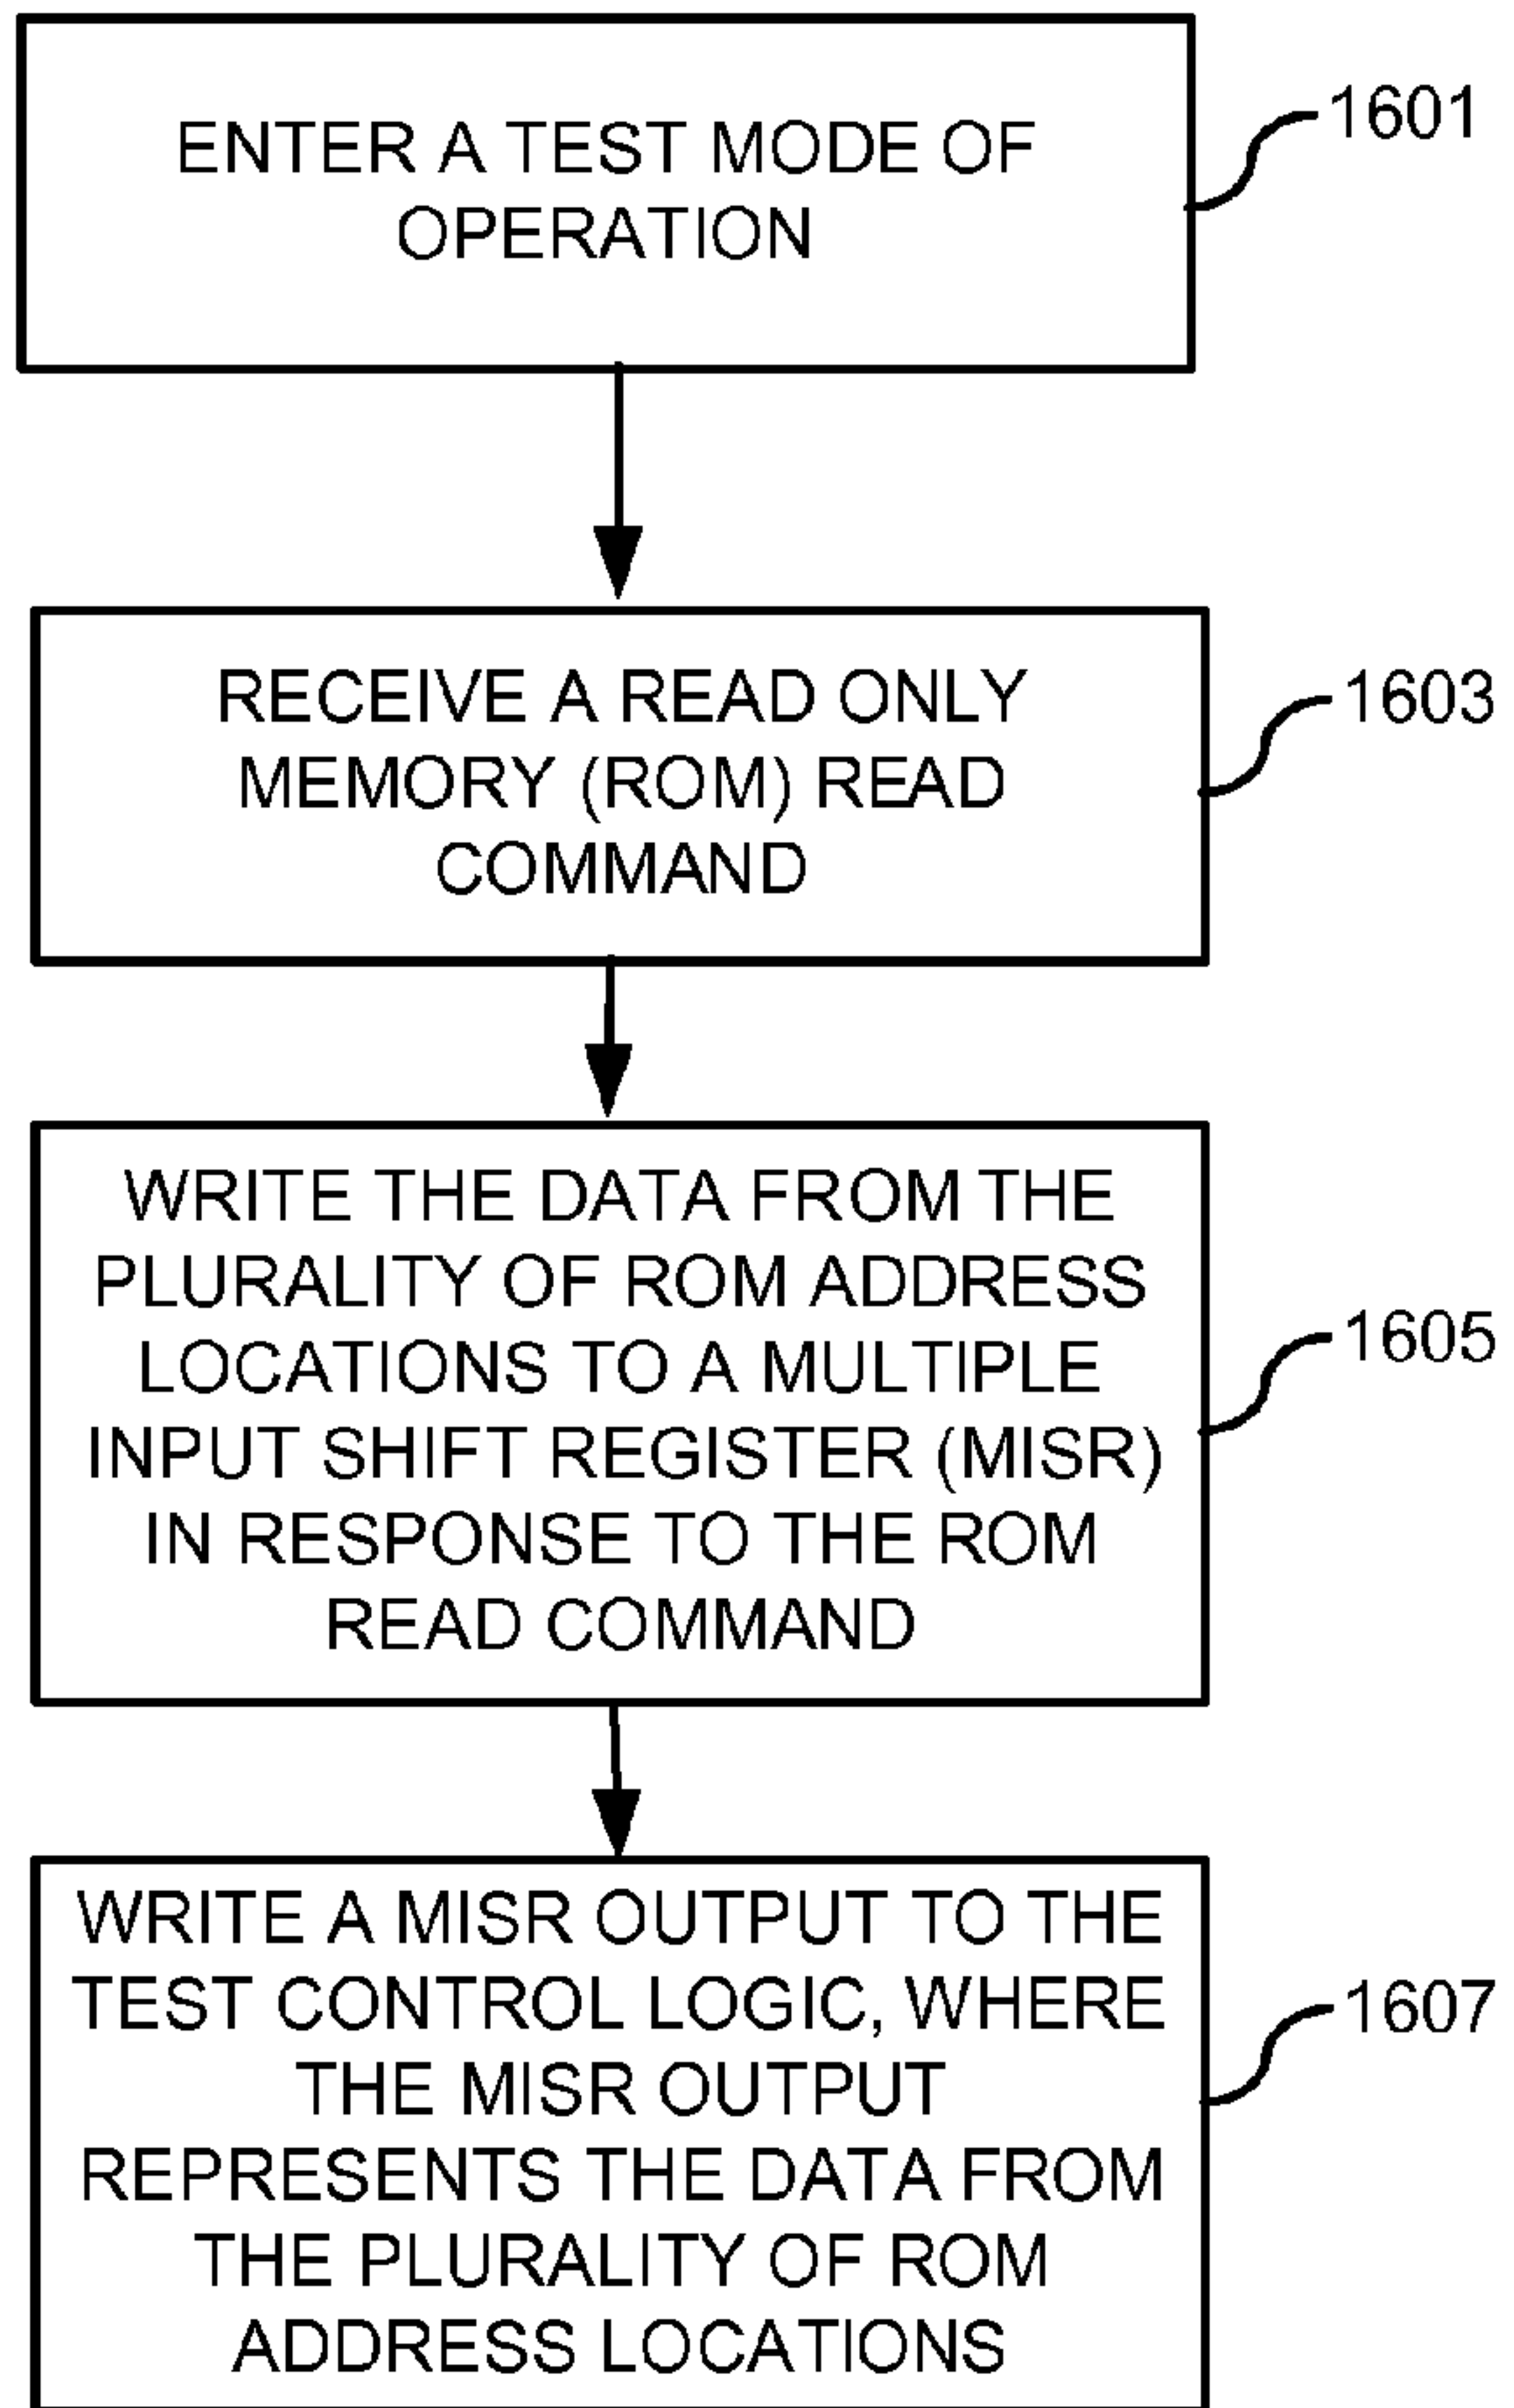 ENTER A TEST MODE OF
OPERATION
1601
RECEIVE A READ ONLY
MEMORY (ROM) READ
COMMAND
1603
WRITE THE DATA FROM THE
PLURALITY OF ROM ADDRESS
LOCATIONS TO A MULTIPLE
INPUT SHIFT REGISTER (MISR)
IN RESPONSE TO THE ROM
READ COMMAND
1605
WRITE A MISR OUTPUT TO THE
TEST CONTROL LOGIC, WHERE
THE MISR OUTPUT
REPRESENTS THE DATA FROM
THE PLURALITY OF ROM
ADDRESS LOCATIONS
1607